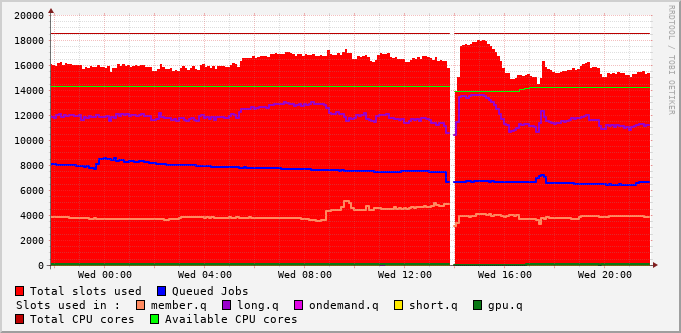 20000
18000
16000
14000
12000
10000
8000
6000
4000
2000
0
Wed 00:00 Wed 04:00 Wed 08:00 Wed 12:00 Wed 16:00 Wed 20:00
Total slots used Queued Jobs
Slots used in : member.q long.q ondemand.q short.q gpu.q
Total CPU cores Available CPU cores
RRDTOOL / TOBI OETIKER